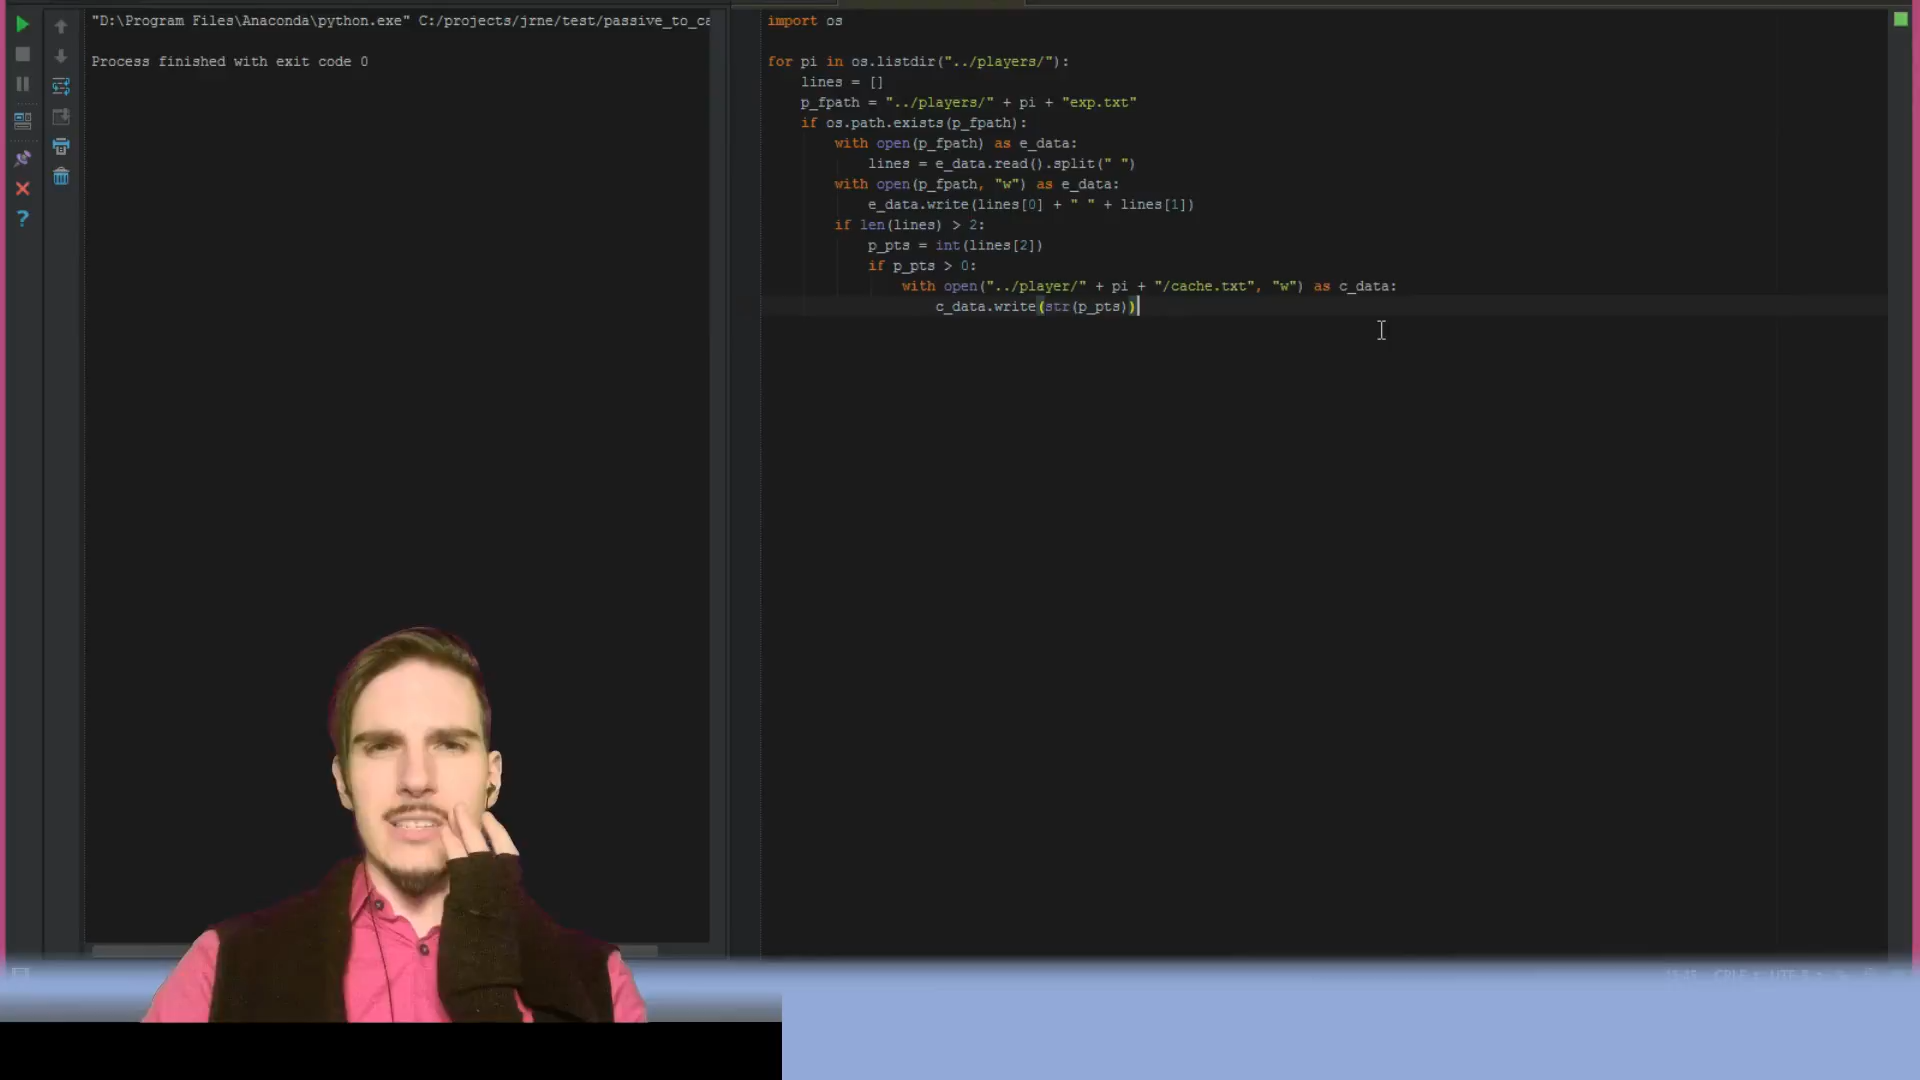 "D:\Program Files\Anaconda\python.exe" C:/projects/jrne/test/passive_to_ca
Process finished with exit code 0
import os
for pi in os.listdir("../players/"):
lines = []
p_fpath = "../players/" + pi + "exp.txt"
if os.path.exists(p_fpath):
with open(p_fpath) as e_data:
lines = e_data.read().split(" ")
with open(p_fpath, "w") as e_data:
e_data.write(lines[0] + " " + lines[1])
if len(lines) > 2:
p_pts = int(lines[2])
if p_pts > 0:
with open("../player/" + pi + "/cache.txt", "w") as c_data:
c_data.write(str(p_pts))